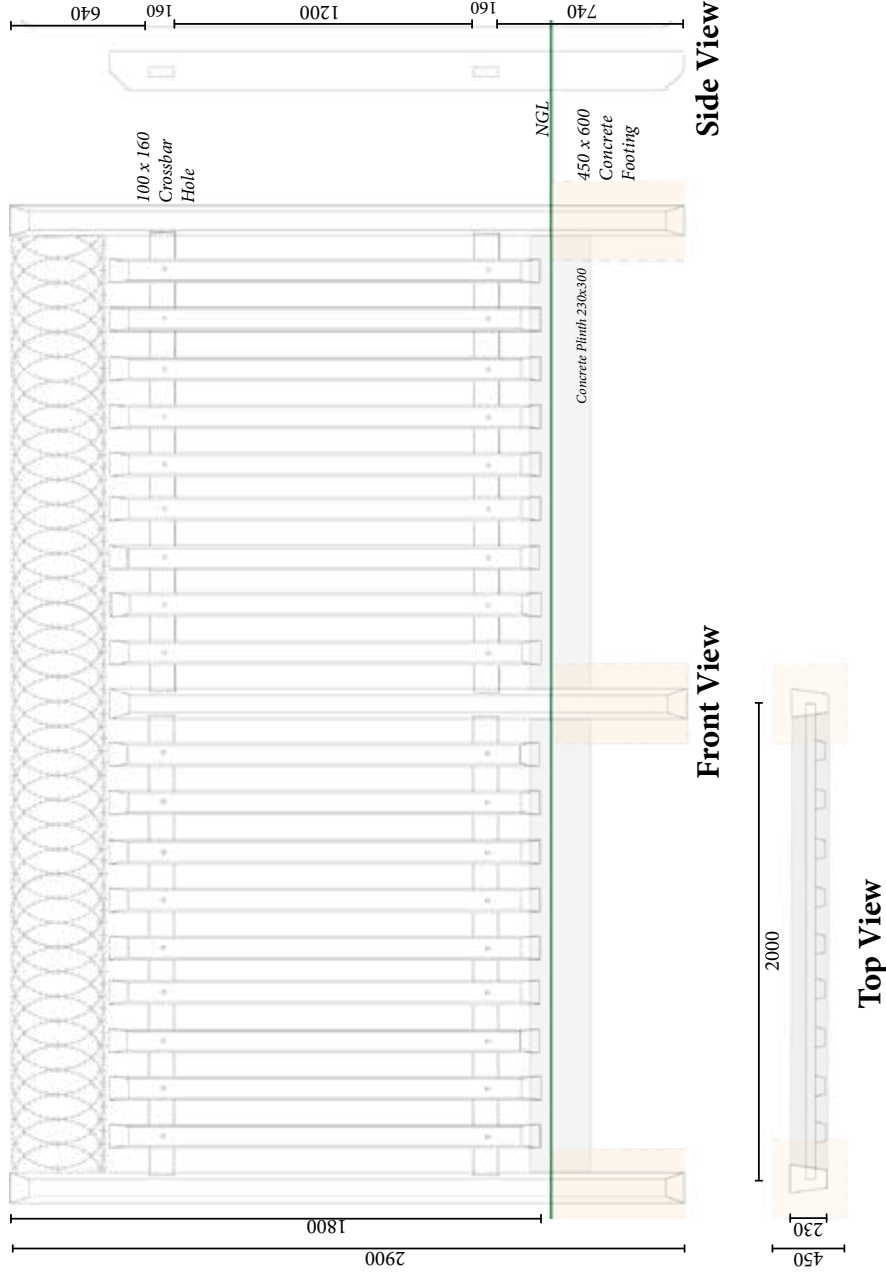 640
160
1200
160
740
Side View
100 x 160
Crossbar
Hole
NGL
450 x 600
Concrete
Footing
Concrete Plinth 230x300
Front View
1800
2900
2000
230
450
Top View